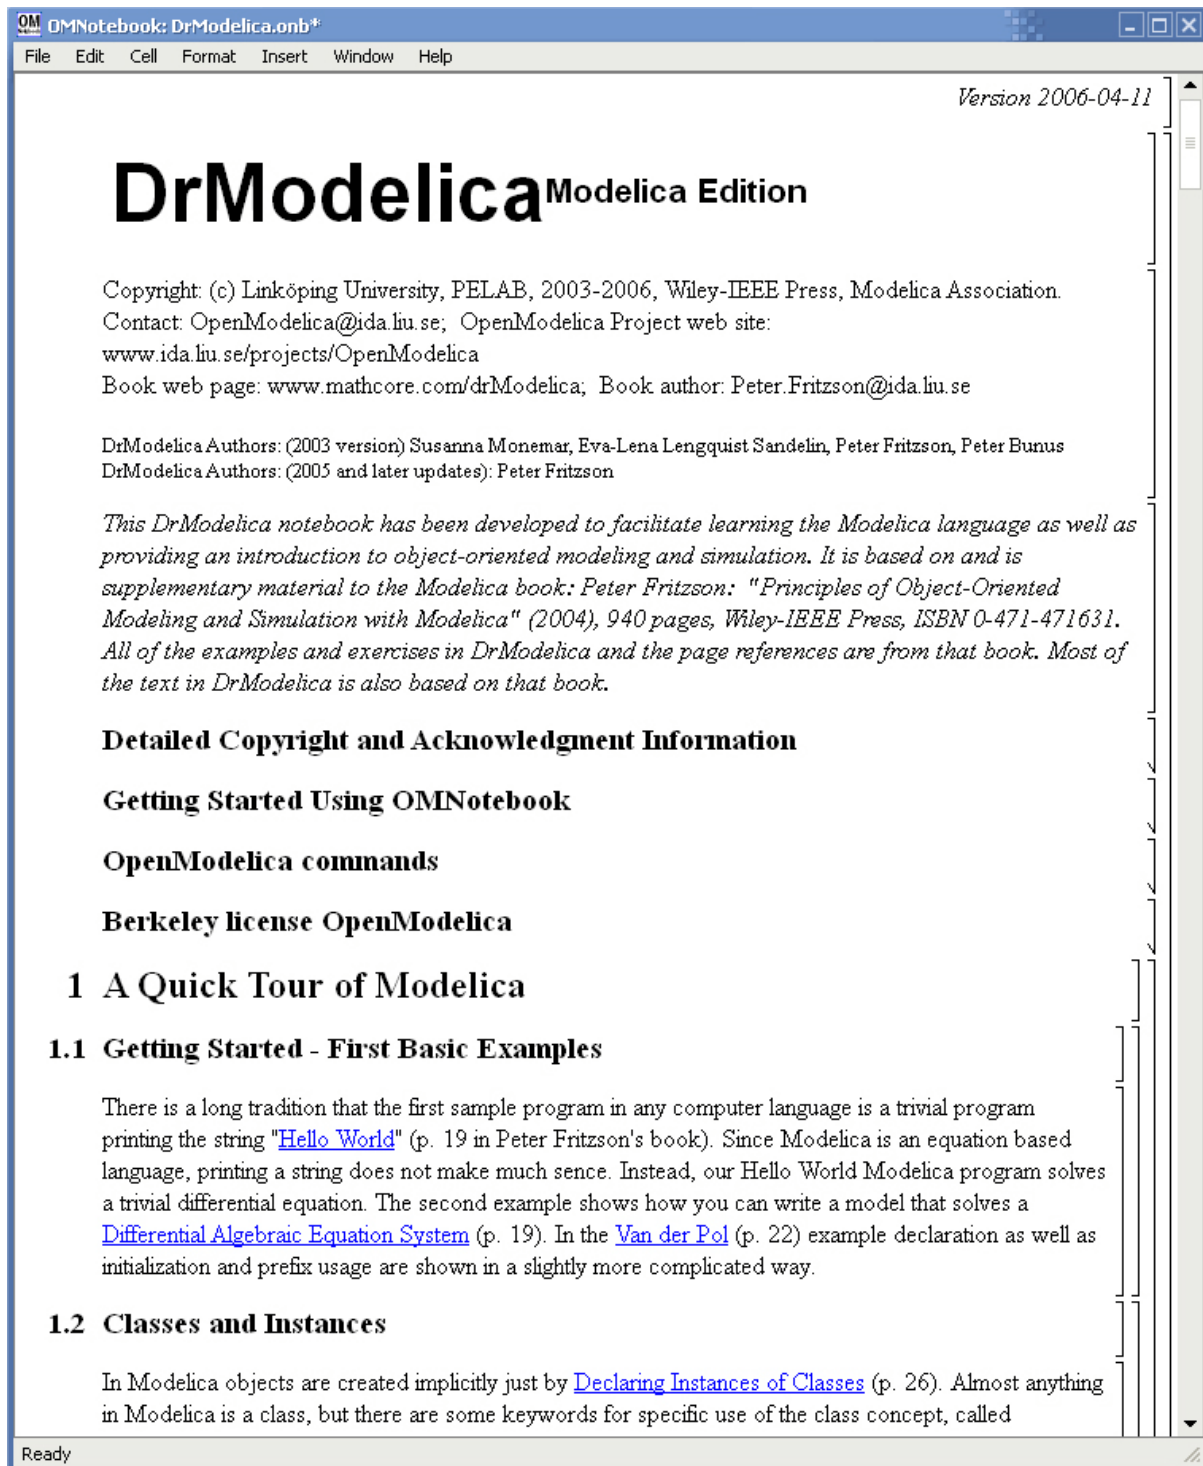 OMNotebook: DrModelica.onb*
File Edit Cell Format Insert Window Help
Version 2006-04-11
DrModelica Modelica Edition
Copyright: (c) Linköping University, PELAB, 2003-2006, Wiley-IEEE Press, Modelica Association.
Contact: OpenModelica@ida.liu.se; OpenModelica Project web site:
www.ida.liu.se/projects/OpenModelica
Book web page: www.mathcore.com/drModelica; Book author: Peter.Fritzson@ida.liu.se
DrModelica Authors: (2003 version) Susanna Monemar, Eva-Lena Lengquist Sandelin, Peter Fritzson, Peter Bunus
DrModelica Authors: (2005 and later updates): Peter Fritzson
This DrModelica notebook has been developed to facilitate learning the Modelica language as well as
providing an introduction to object-oriented modeling and simulation. It is based on and is
supplementary material to the Modelica book: Peter Fritzson: "Principles of Object-Oriented
Modeling and Simulation with Modelica" (2004), 940 pages, Wiley-IEEE Press, ISBN 0-471-471631.
All of the examples and exercises in DrModelica and the page references are from that book. Most of
the text in DrModelica is also based on that book.
Detailed Copyright and Acknowledgment Information
Getting Started Using OMNotebook
OpenModelica commands
Berkeley license OpenModelica
1 A Quick Tour of Modelica
1.1 Getting Started - First Basic Examples
There is a long tradition that the first sample program in any computer language is a trivial program
printing the string "Hello World" (p. 19 in Peter Fritzson's book). Since Modelica is an equation based
language, printing a string does not make much sence. Instead, our Hello World Modelica program solves
a trivial differential equation. The second example shows how you can write a model that solves a
Differential Algebraic Equation System (p. 19). In the Van der Pol (p. 22) example declaration as well as
initialization and prefix usage are shown in a slightly more complicated way.
1.2 Classes and Instances
In Modelica objects are created implicitly just by Declaring Instances of Classes (p. 26). Almost anything
in Modelica is a class, but there are some keywords for specific use of the class concept, called
Ready